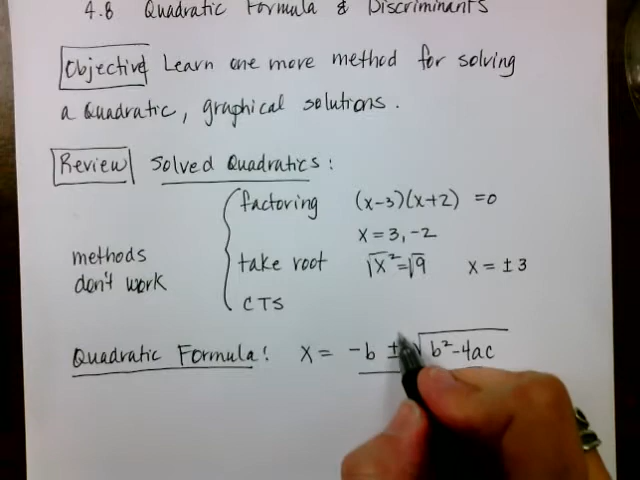 4.8 Quadratic Formula & Discriminants
Objective Learn one more method for solving
a Quadratic, graphical solutions.
Review Solved Quadratics:
factoring (x-3)(x+2) =0
x = 3, -2
methods
don't work
take root √x² = √9 x = ±3
CTS
Quadratic Formula: x = -b ± √b²-4ac